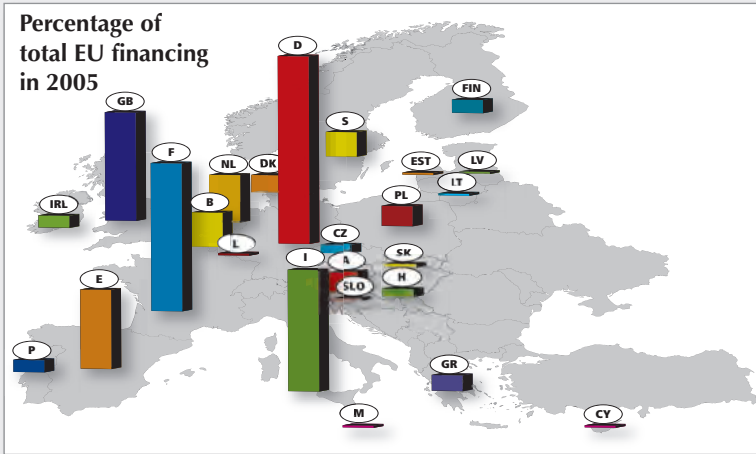 Percentage of
total EU financing
in 2005
D
FIN
GB
S
F
NL
DK
EST
LV
LT
IRL
B
PL
L
CZ
SK
I
A
E
SLO
H
P
GR
M
CY